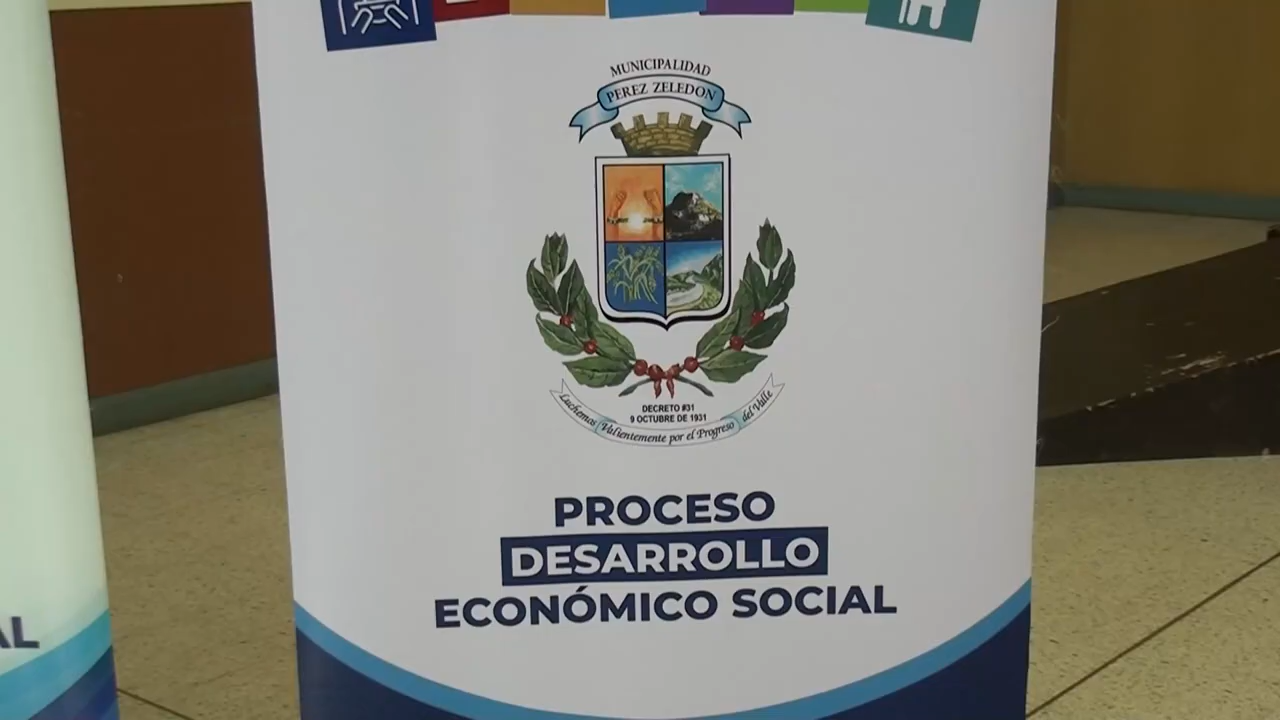 MUNICIPALIDAD
PEREZ ZELEDON
DECRETO #31
9 OCTUBRE DE 1931
Luchemos Valientemente por el Progreso del Valle
PROCESO
DESARROLLO
ECONÓMICO SOCIAL
AL